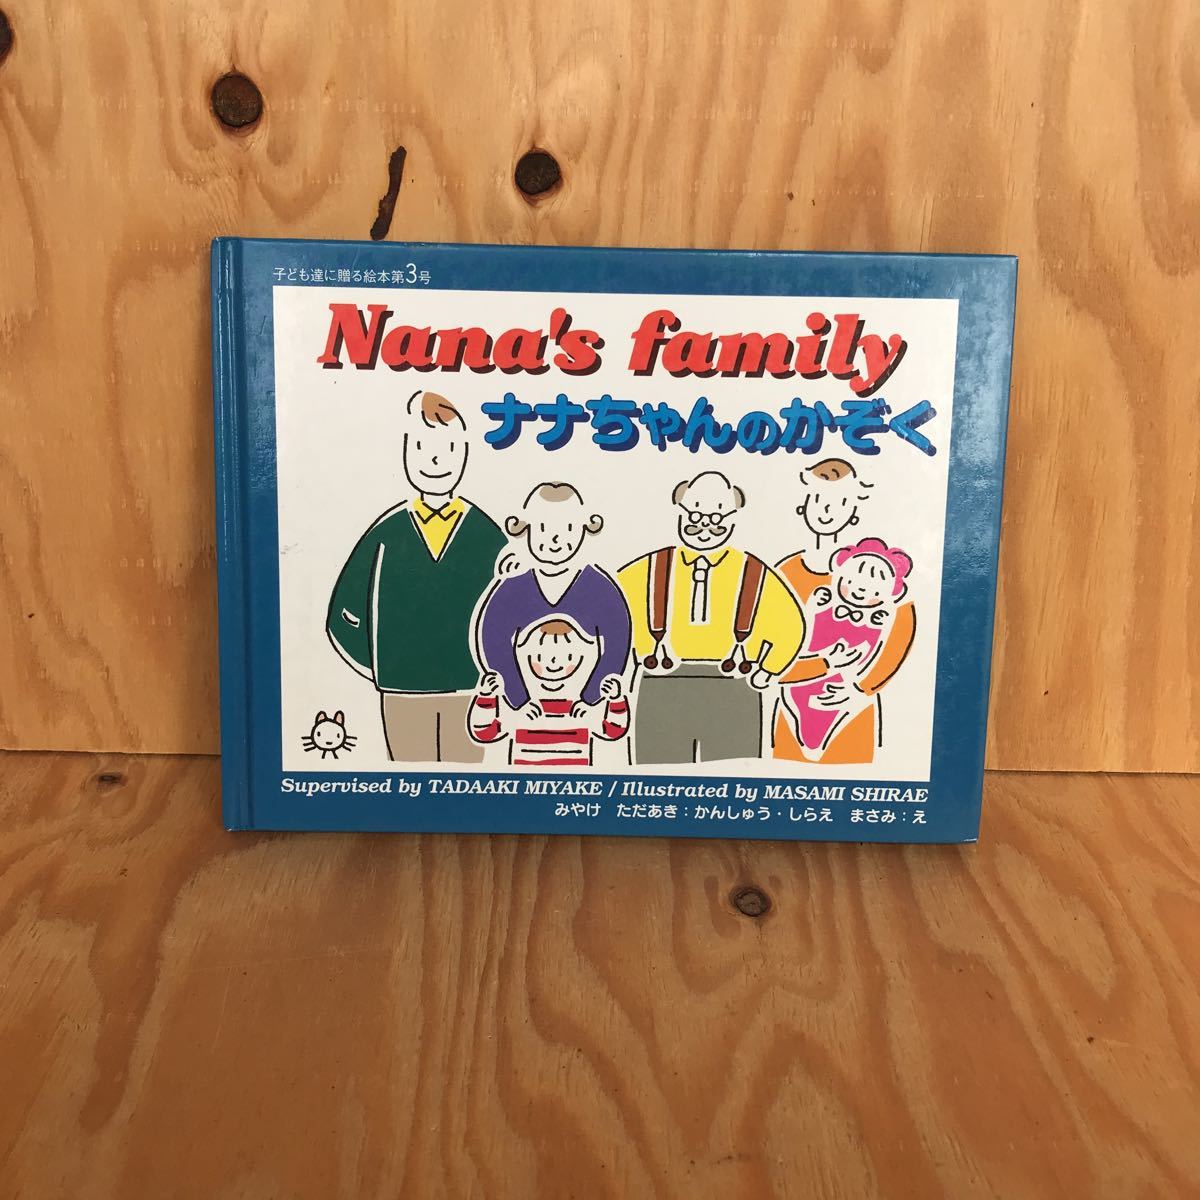 子ども達に贈る絵本第3号
Nana's family
ナナちゃんのかぞく
Supervised by TADAAKI MIYAKE / Illustrated by MASAMI SHIRAE
みやけ ただあき：かんしゅう・しらえ まさみ：え